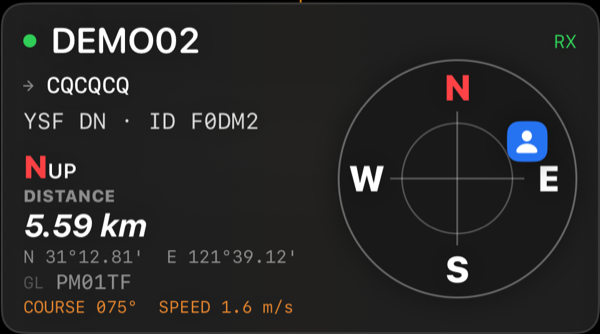 DEMO02
RX
→ CQCQCQ
YSF DN · ID F0DM2
NUP
DISTANCE
5.59 km
N 31°12.81' E 121°39.12'
GL PM01TF
COURSE 075° SPEED 1.6 m/s
N
W
E
S